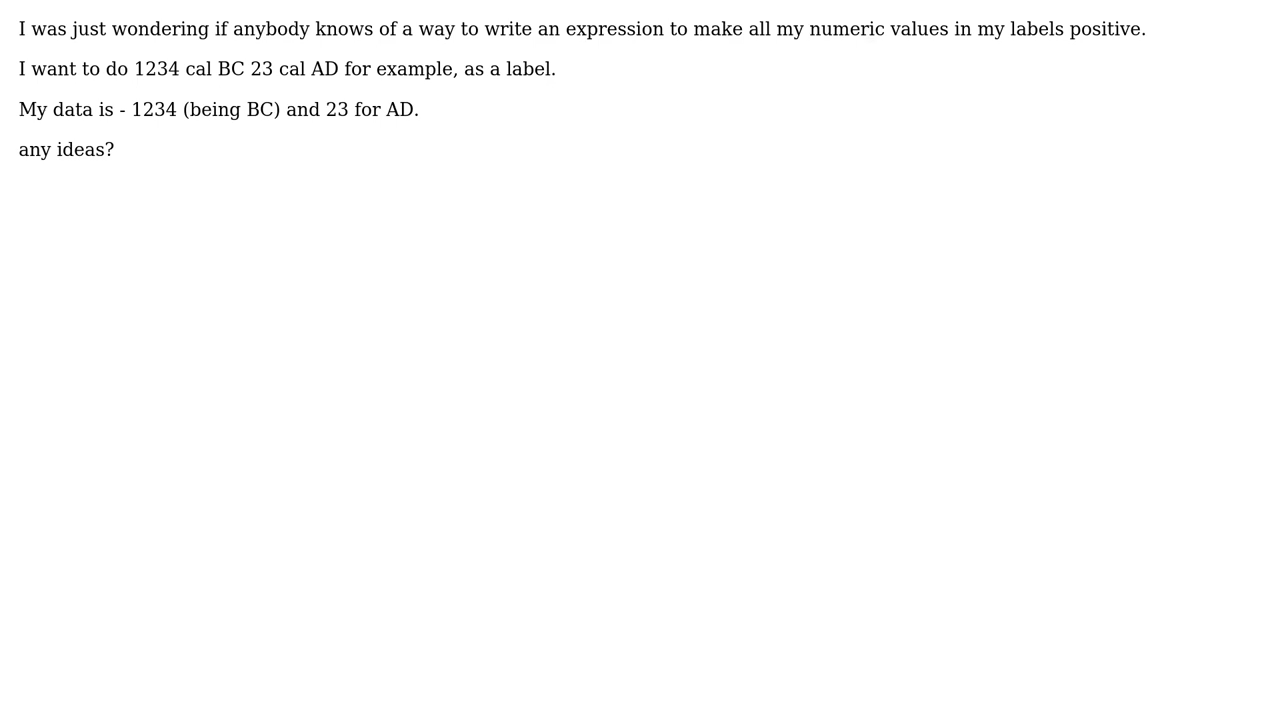 I was just wondering if anybody knows of a way to write an expression to make all my numeric values in my labels positive.
I want to do 1234 cal BC 23 cal AD for example, as a label.
My data is - 1234 (being BC) and 23 for AD.
any ideas?